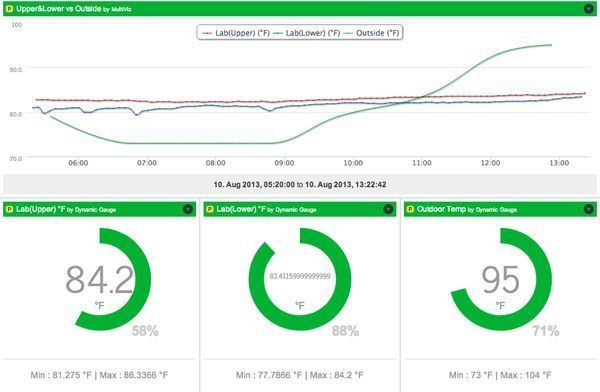 P Upper&Lower vs Outside by MultiViz
Lab(Upper) (°F) Lab(Lower) (°F) Outside (°F)
100
90.0
80.0
70.0
06:00 07:00 08:00 09:00 10:00 11:00 12:00 13:00
10. Aug 2013, 05:20:00 to 10. Aug 2013, 13:22:42
P Lab(Upper) °F by Dynamic Gauge
84.2
°F
58%
Min : 81.275 °F | Max : 86.3366 °F
P Lab(Lower) °F by Dynamic Gauge
83.41159999999999
°F
88%
Min : 77.7866 °F | Max : 84.2 °F
P Outdoor Temp by Dynamic Gauge
95
°F
71%
Min : 73 °F | Max : 104 °F